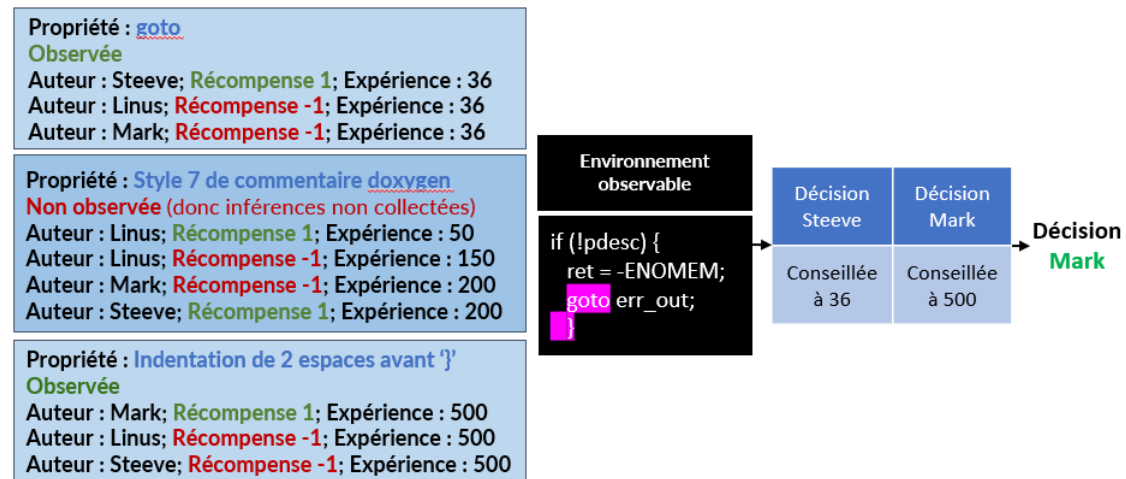 Propriété : goto
Observée
Auteur : Steeve; Récompense 1; Expérience : 36
Auteur : Linus; Récompense -1; Expérience : 36
Auteur : Mark; Récompense -1; Expérience : 36
Propriété : Style 7 de commentaire doxygen
Non observée (donc inférences non collectées)
Auteur : Linus; Récompense 1; Expérience : 50
Auteur : Linus; Récompense -1; Expérience : 150
Auteur : Mark; Récompense -1; Expérience : 200
Auteur : Steeve; Récompense 1; Expérience : 200
Propriété : Indentation de 2 espaces avant ‘}’
Observée
Auteur : Mark; Récompense 1; Expérience : 500
Auteur : Linus; Récompense -1; Expérience : 500
Auteur : Steeve; Récompense -1; Expérience : 500
Environnement
observable
if (!pdesc) {
ret = -ENOMEM;
goto err_out;
}
Décision
Steeve
Décision
Mark
Conseillée
à 36
Conseillée
à 500
Décision
Mark